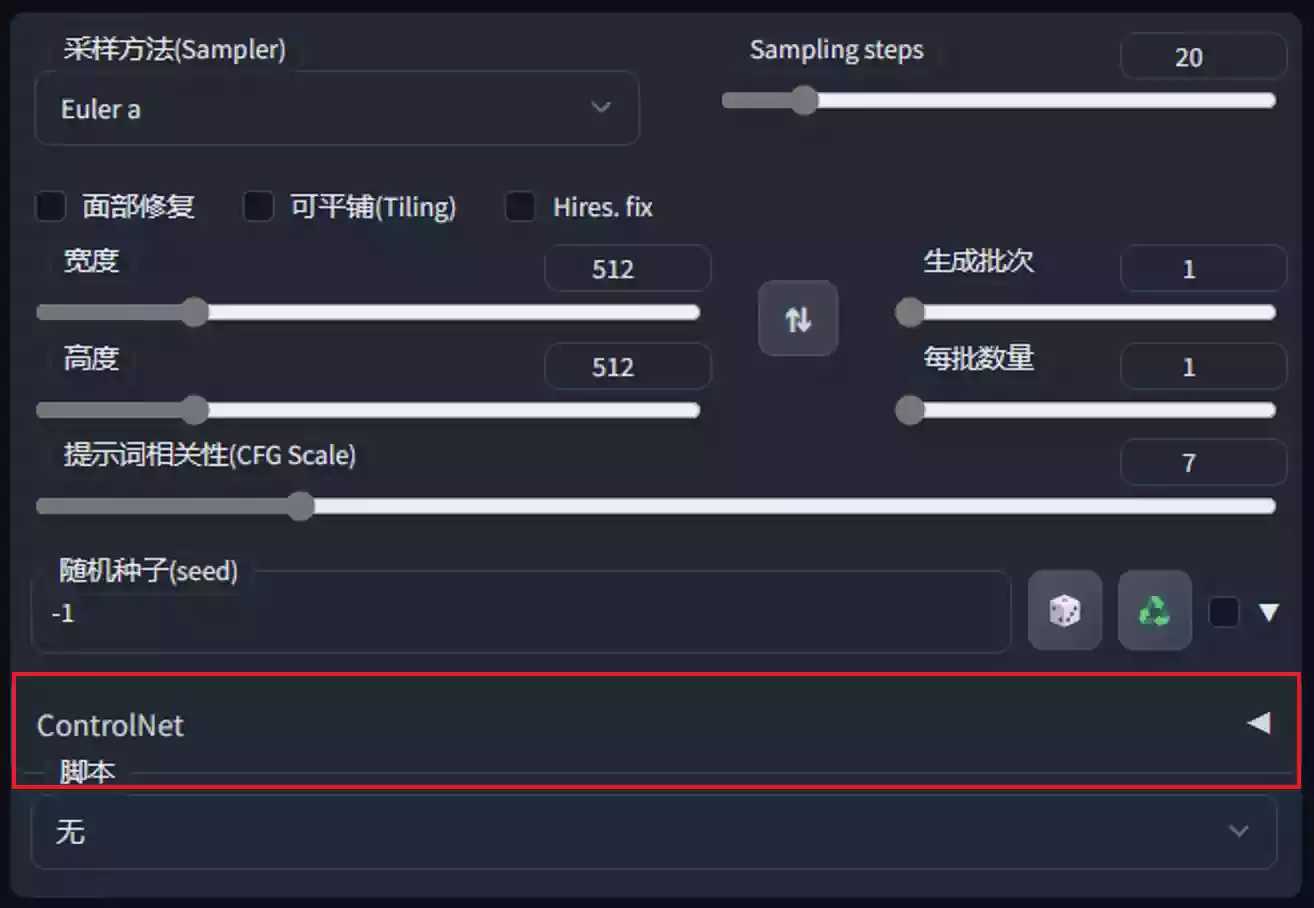 采样方法(Sampler)
Sampling steps
20
Euler a
面部修复
可平铺(Tiling)
Hires. fix
宽度
512
生成批次
1
高度
512
每批数量
1
提示词相关性(CFG Scale)
7
随机种子(seed)
-1
ControlNet
脚本
无